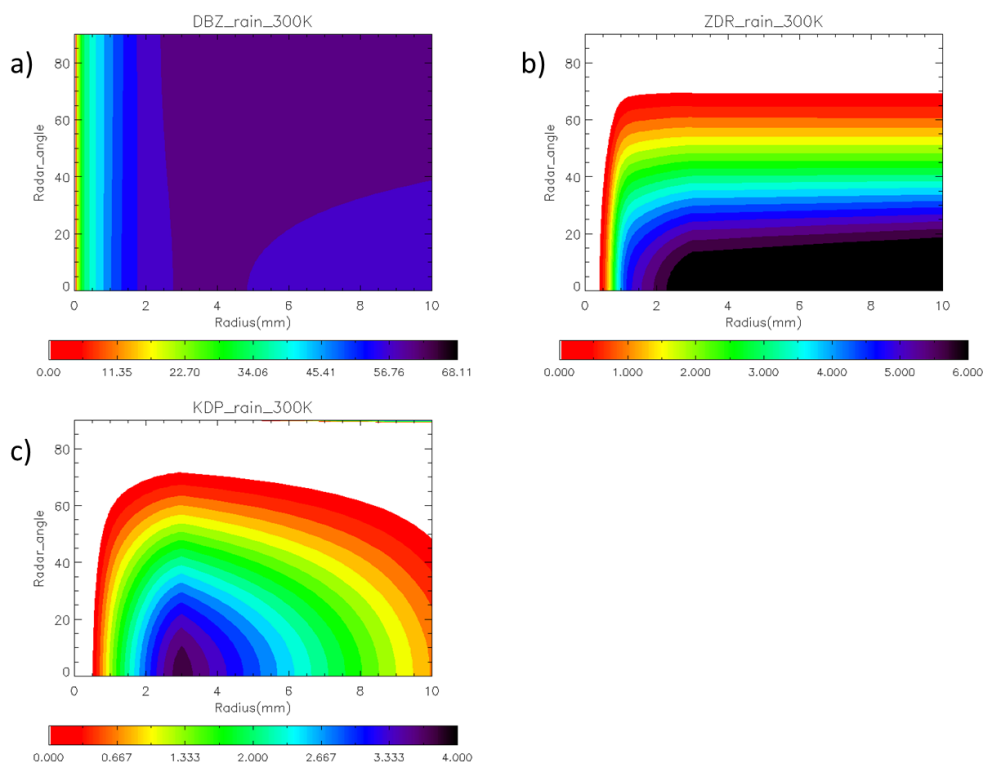 DBZ_rain_300K
a)
80
60
40
20
0
Radar_angle
0 2 4 6 8 10
Radius(mm)
0.00 11.35 22.70 34.06 45.41 56.76 68.11
ZDR_rain_300K
b)
80
60
40
20
0
Radar_angle
0 2 4 6 8 10
Radius(mm)
0.000 1.000 2.000 3.000 4.000 5.000 6.000
KDP_rain_300K
c)
80
60
40
20
0
Radar_angle
0 2 4 6 8 10
Radius(mm)
0.000 0.667 1.333 2.000 2.667 3.333 4.000